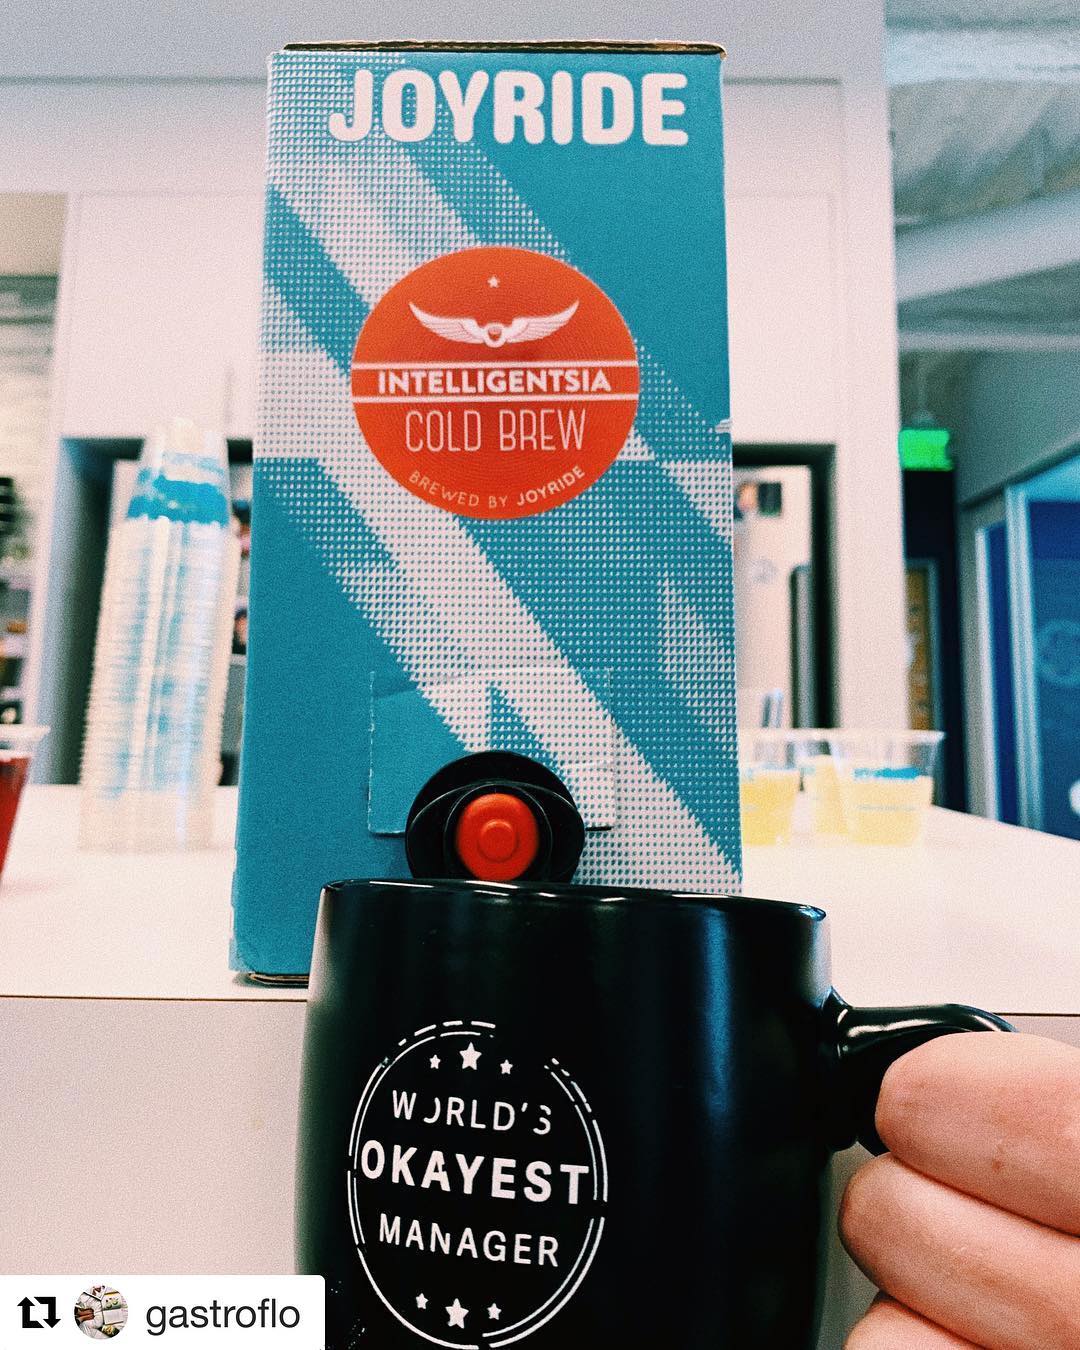 JOYRIDE
INTELLIGENTSIA
COLD BREW
BREWED BY JOYRIDE
WORLD'S
OKAYEST
MANAGER
gastroflo